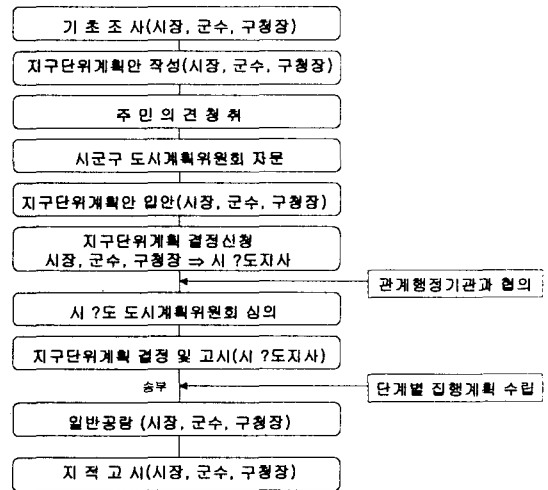 기 초 조 사(시장, 군수, 구청장)
지구단위계획안 작성(시장, 군수, 구청장)
주 민 의 견 청 취
시군구 도시계획위원회 자문
지구단위계획안 입안(시장, 군수, 구청장)
지구단위계획 결정신청
시장, 군수, 구청장 ⇒ 시 ?도지사
관계행정기관과 협의
시 ?도 도시계획위원회 심의
지구단위계획 결정 및 고시(시 ?도지사)
송부
단계별 집행계획 수립
일반공람 (시장, 군수, 구청장)
지 적 고 시(시장, 군수, 구청장)